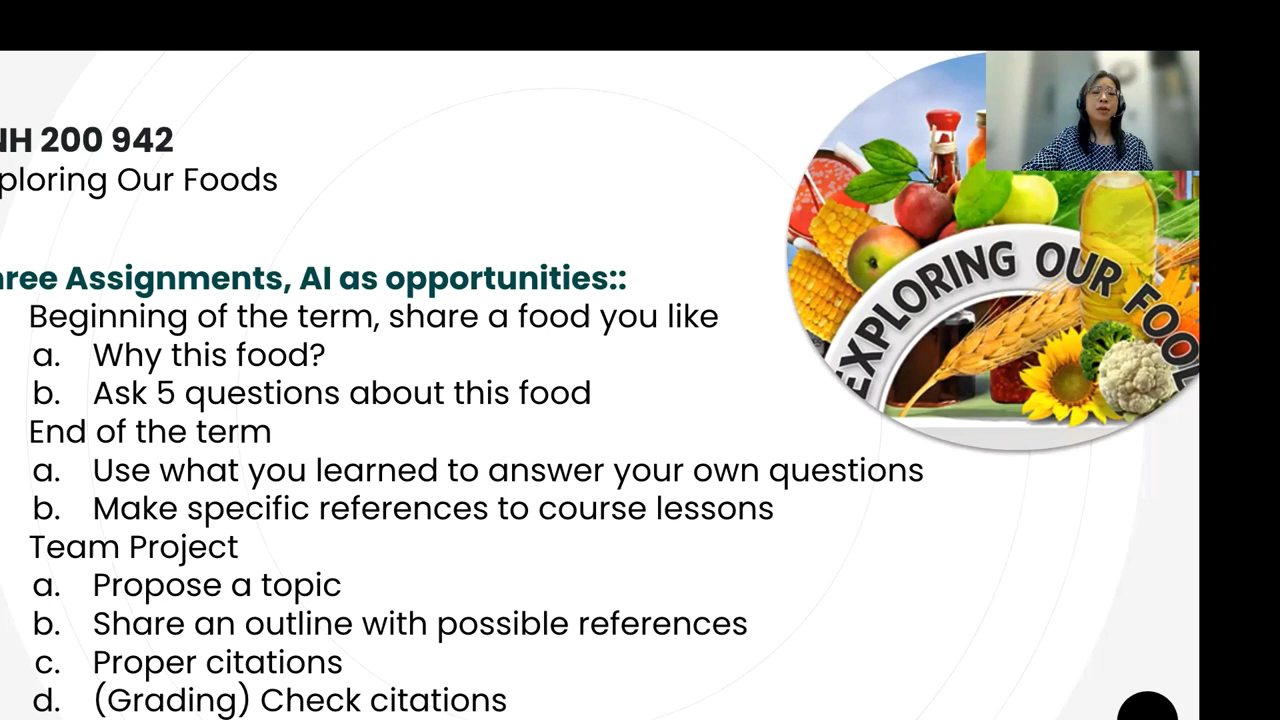 NH 200 942
ploring Our Foods
hree Assignments, AI as opportunities::
Beginning of the term, share a food you like
a. Why this food?
b. Ask 5 questions about this food
End of the term
a. Use what you learned to answer your own questions
b. Make specific references to course lessons
Team Project
a. Propose a topic
b. Share an outline with possible references
c. Proper citations
d. (Grading) Check citations
EXPLORING OUR FOOD